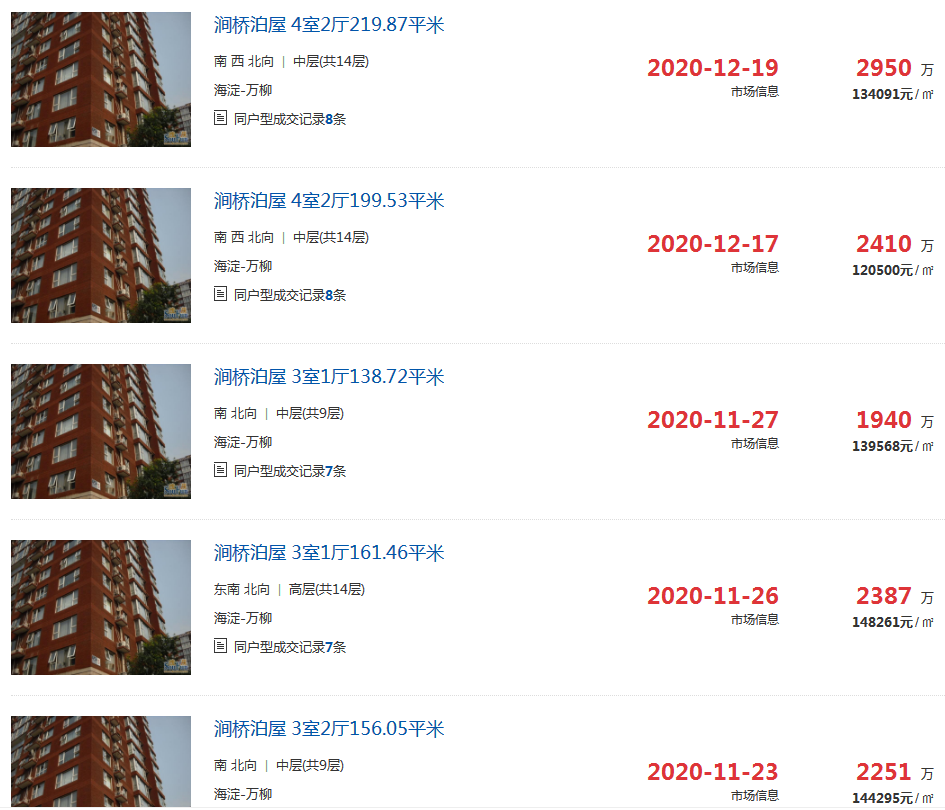 涧桥泊屋 4室2厅219.87平米
南 西 北向 | 中层(共14层)
2020-12-19 2950 万
海淀-万柳 市场信息 134091元/㎡
同户型成交记录8条
涧桥泊屋 4室2厅199.53平米
南 西 北向 | 中层(共14层)
2020-12-17 2410 万
海淀-万柳 市场信息 120500元/㎡
同户型成交记录8条
涧桥泊屋 3室1厅138.72平米
南 北向 | 中层(共9层)
2020-11-27 1940 万
海淀-万柳 市场信息 139568元/㎡
同户型成交记录7条
涧桥泊屋 3室1厅161.46平米
东南 北向 | 高层(共14层)
2020-11-26 2387 万
海淀-万柳 市场信息 148261元/㎡
同户型成交记录7条
涧桥泊屋 3室2厅156.05平米
南 北向 | 中层(共9层)
2020-11-23 2251 万
海淀-万柳 市场信息 144295元/㎡